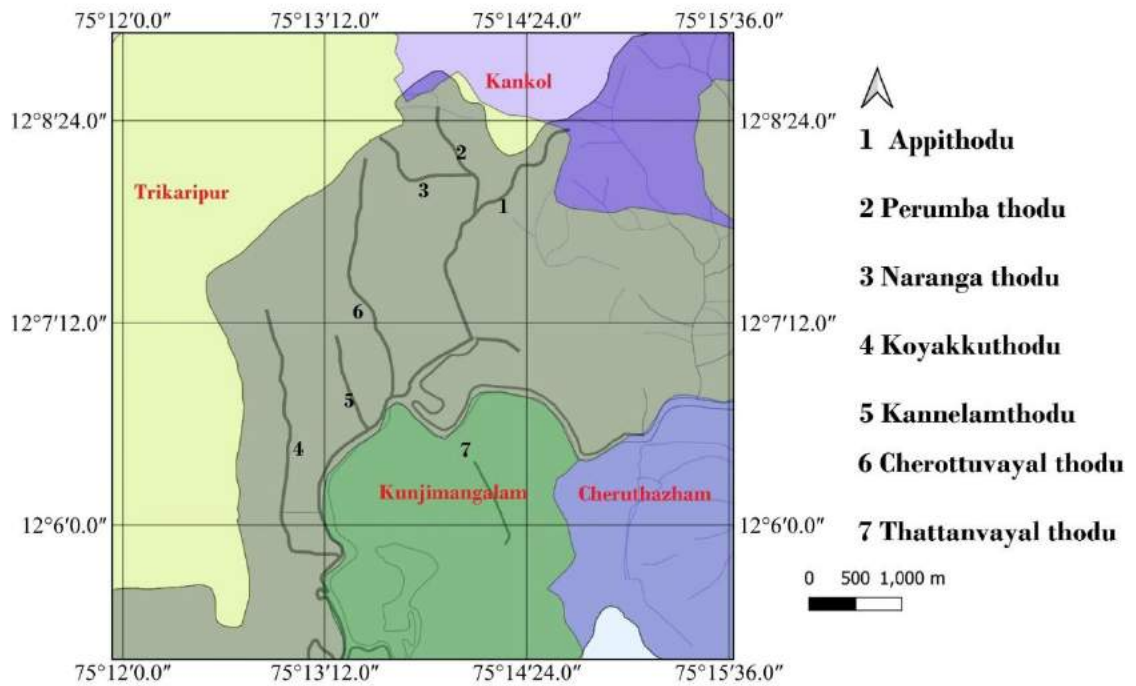 75°12'0.0" 75°13'12.0" 75°14'24.0" 75°15'36.0"
Kankol
12°8'24.0" 12°8'24.0"
2
Trikaripur
3
1
12°7'12.0" 12°7'12.0"
6
5
4
7
Kunjimangalam
Cheruthazham
12°6'0.0" 12°6'0.0"
75°12'0.0" 75°13'12.0" 75°14'24.0" 75°15'36.0"
1 Appithodu
2 Perumba thodu
3 Naranga thodu
4 Koyakkuthodu
5 Kannelamthodu
6 Cherottuvayal thodu
7 Thattanvayal thodu
0 500 1,000 m